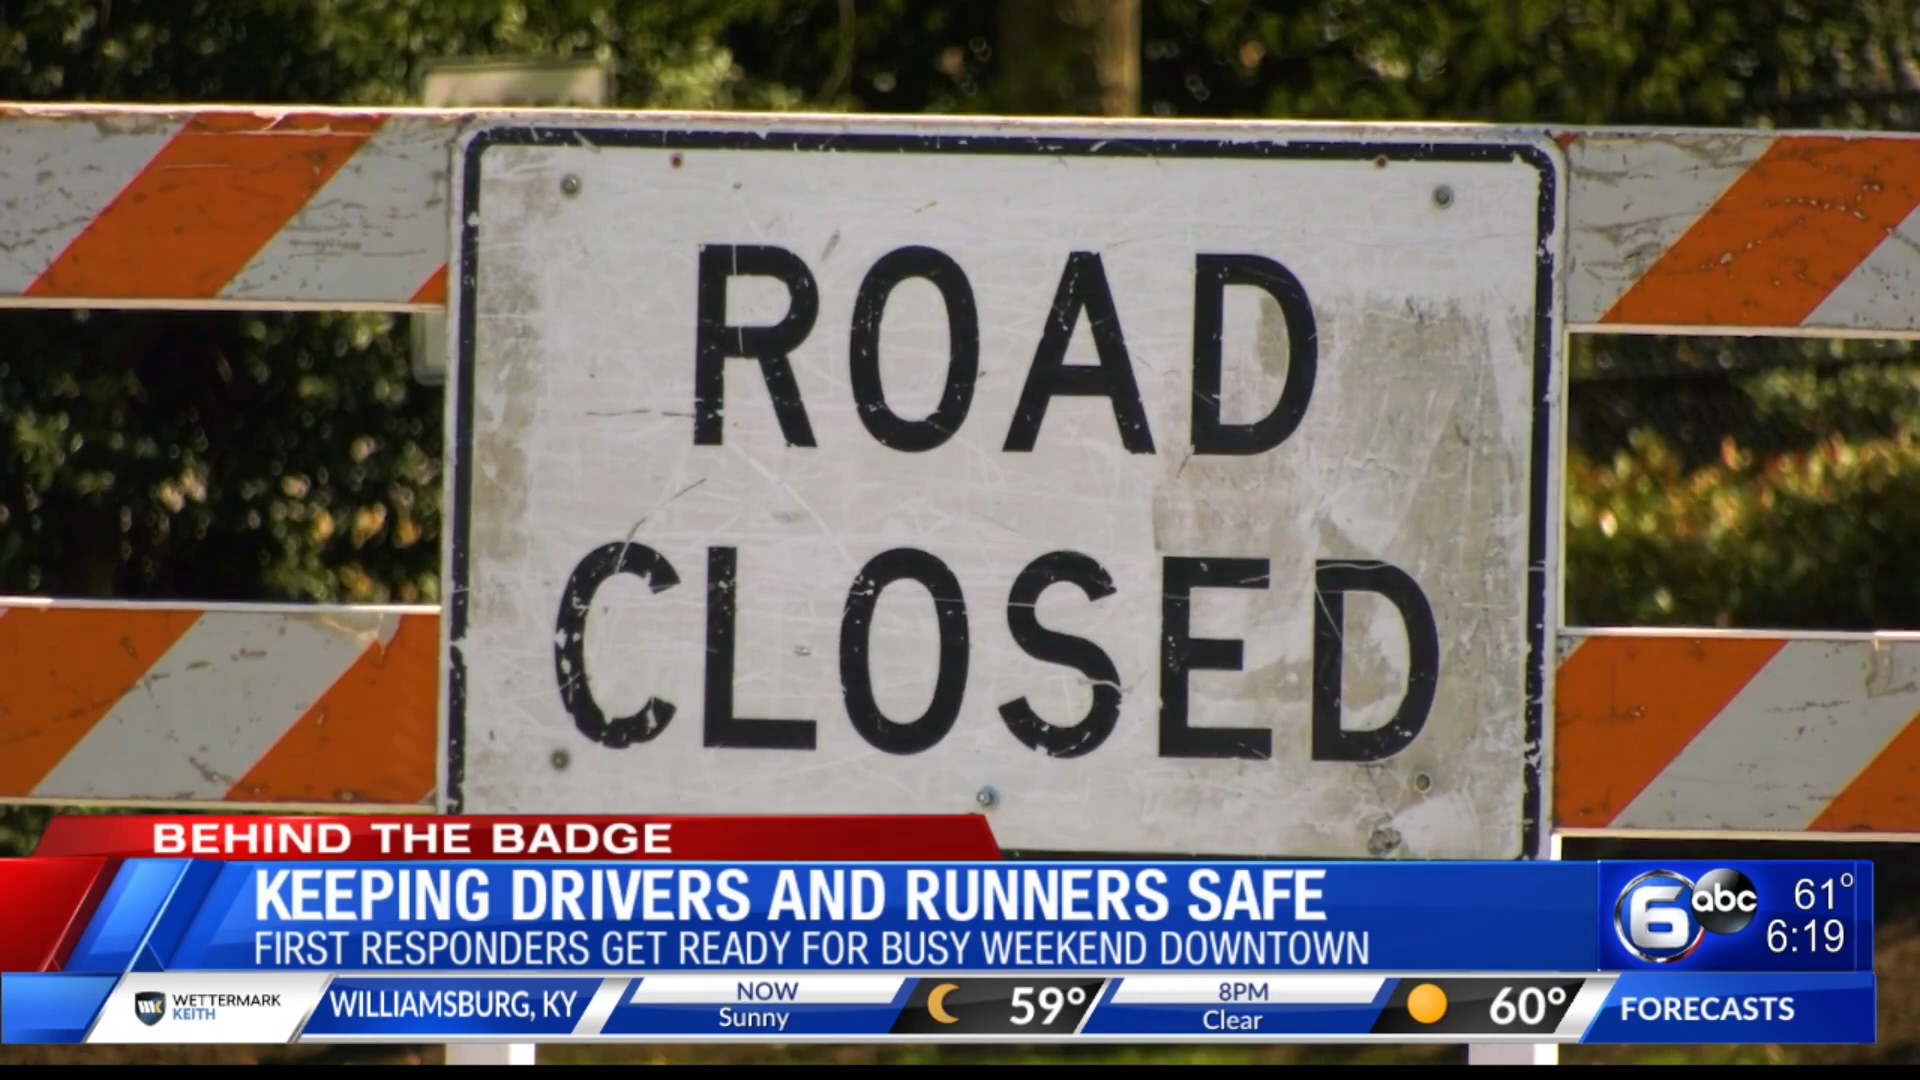 ROAD
CLOSED
BEHIND THE BADGE
KEEPING DRIVERS AND RUNNERS SAFE
FIRST RESPONDERS GET READY FOR BUSY WEEKEND DOWNTOWN
6 abc 61°
6:19
WETTERMARK
KEITH
WILLIAMSBURG, KY
NOW
Sunny
59°
8PM
Clear
60°
FORECASTS